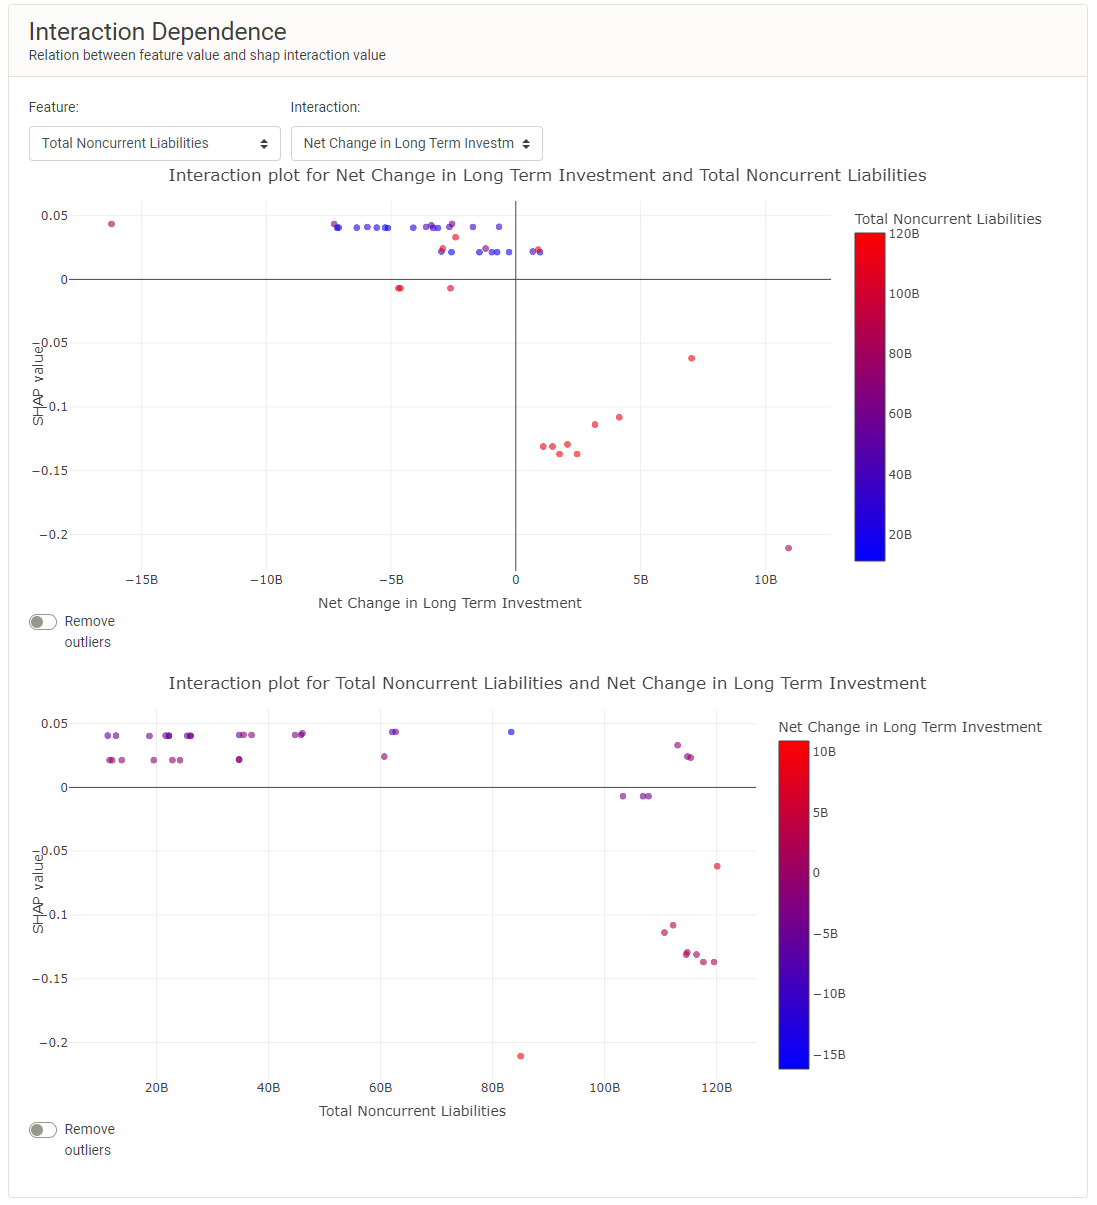 Interaction Dependence
Relation between feature value and shap interaction value
Feature: Interaction:
Total Noncurrent Liabilities Net Change in Long Term Investm
Interaction plot for Net Change in Long Term Investment and Total Noncurrent Liabilities
0.05
0
−0.05
−0.1
−0.15
−0.2
SHAP value
−15B −10B −5B 0 5B 10B
Net Change in Long Term Investment
Total Noncurrent Liabilities
120B
100B
80B
60B
40B
20B
Remove
outliers
Interaction plot for Total Noncurrent Liabilities and Net Change in Long Term Investment
0.05
0
−0.05
−0.1
−0.15
−0.2
SHAP value
20B 40B 60B 80B 100B 120B
Total Noncurrent Liabilities
Net Change in Long Term Investment
10B
5B
0
−5B
−10B
−15B
Remove
outliers